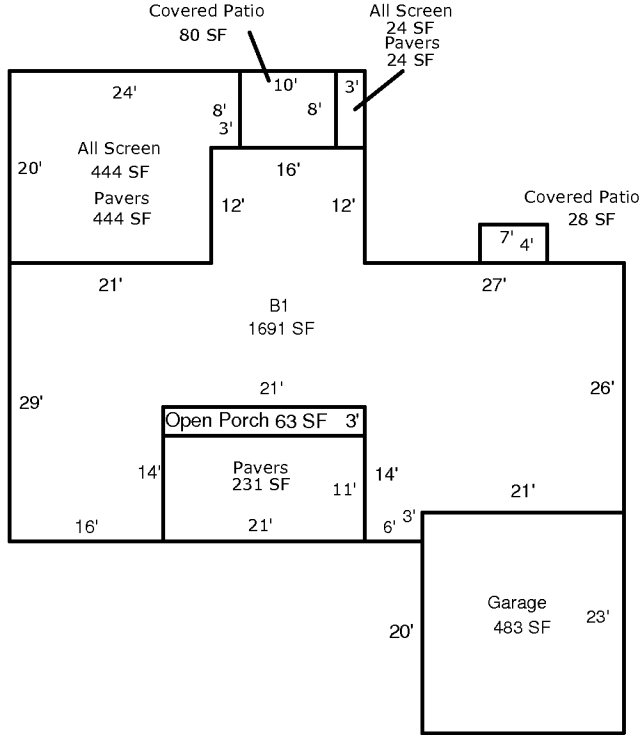 Covered Patio
80 SF
All Screen
24 SF
Pavers
24 SF
24'
10'
3'
8'
3'
8'
All Screen
444 SF
Pavers
444 SF
20'
16'
12'
12'
Covered Patio
28 SF
7'
4'
21'
27'
B1
1691 SF
29'
21'
26'
Open Porch 63 SF
3'
14'
Pavers
231 SF
11'
14'
21'
16'
21'
6'
3'
20'
Garage
483 SF
23'